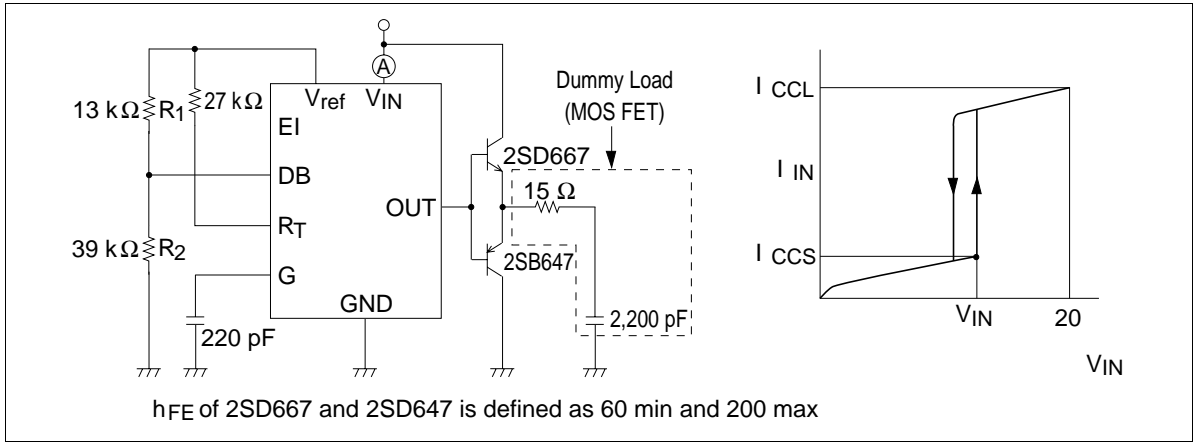 13 kΩ R1
27 kΩ
Vref
VIN
A
EI
DB
RT
G
GND
OUT
39 kΩ R2
220 pF
2SD667
2SB647
Dummy Load
(MOS FET)
15 Ω
2,200 pF
I CCL
I IN
I CCS
VIN
20
VIN
hFE of 2SD667 and 2SD647 is defined as 60 min and 200 max